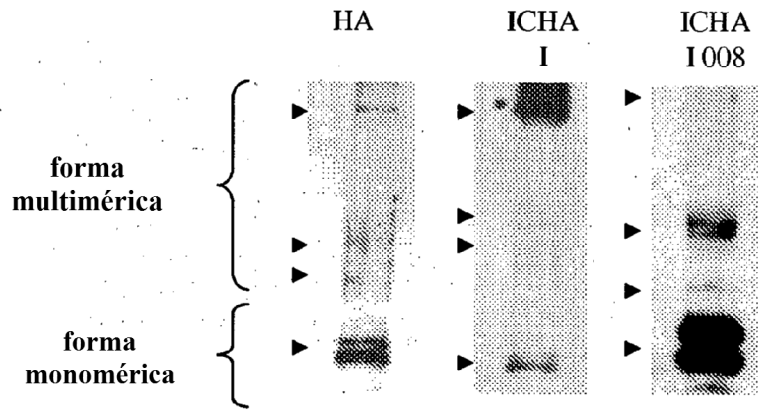 HA
ICHA
I
ICHA
I 008
forma
multimérica
forma
monomérica